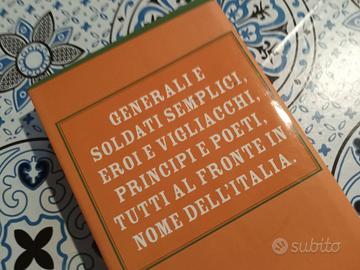 GENERALI E
SOLDATI SEMPLICI,
EROI E VIGLIACCHI,
PRINCIPI E POETI,
TUTTI AL FRONTE IN
NOME DELL'ITALIA.
subito